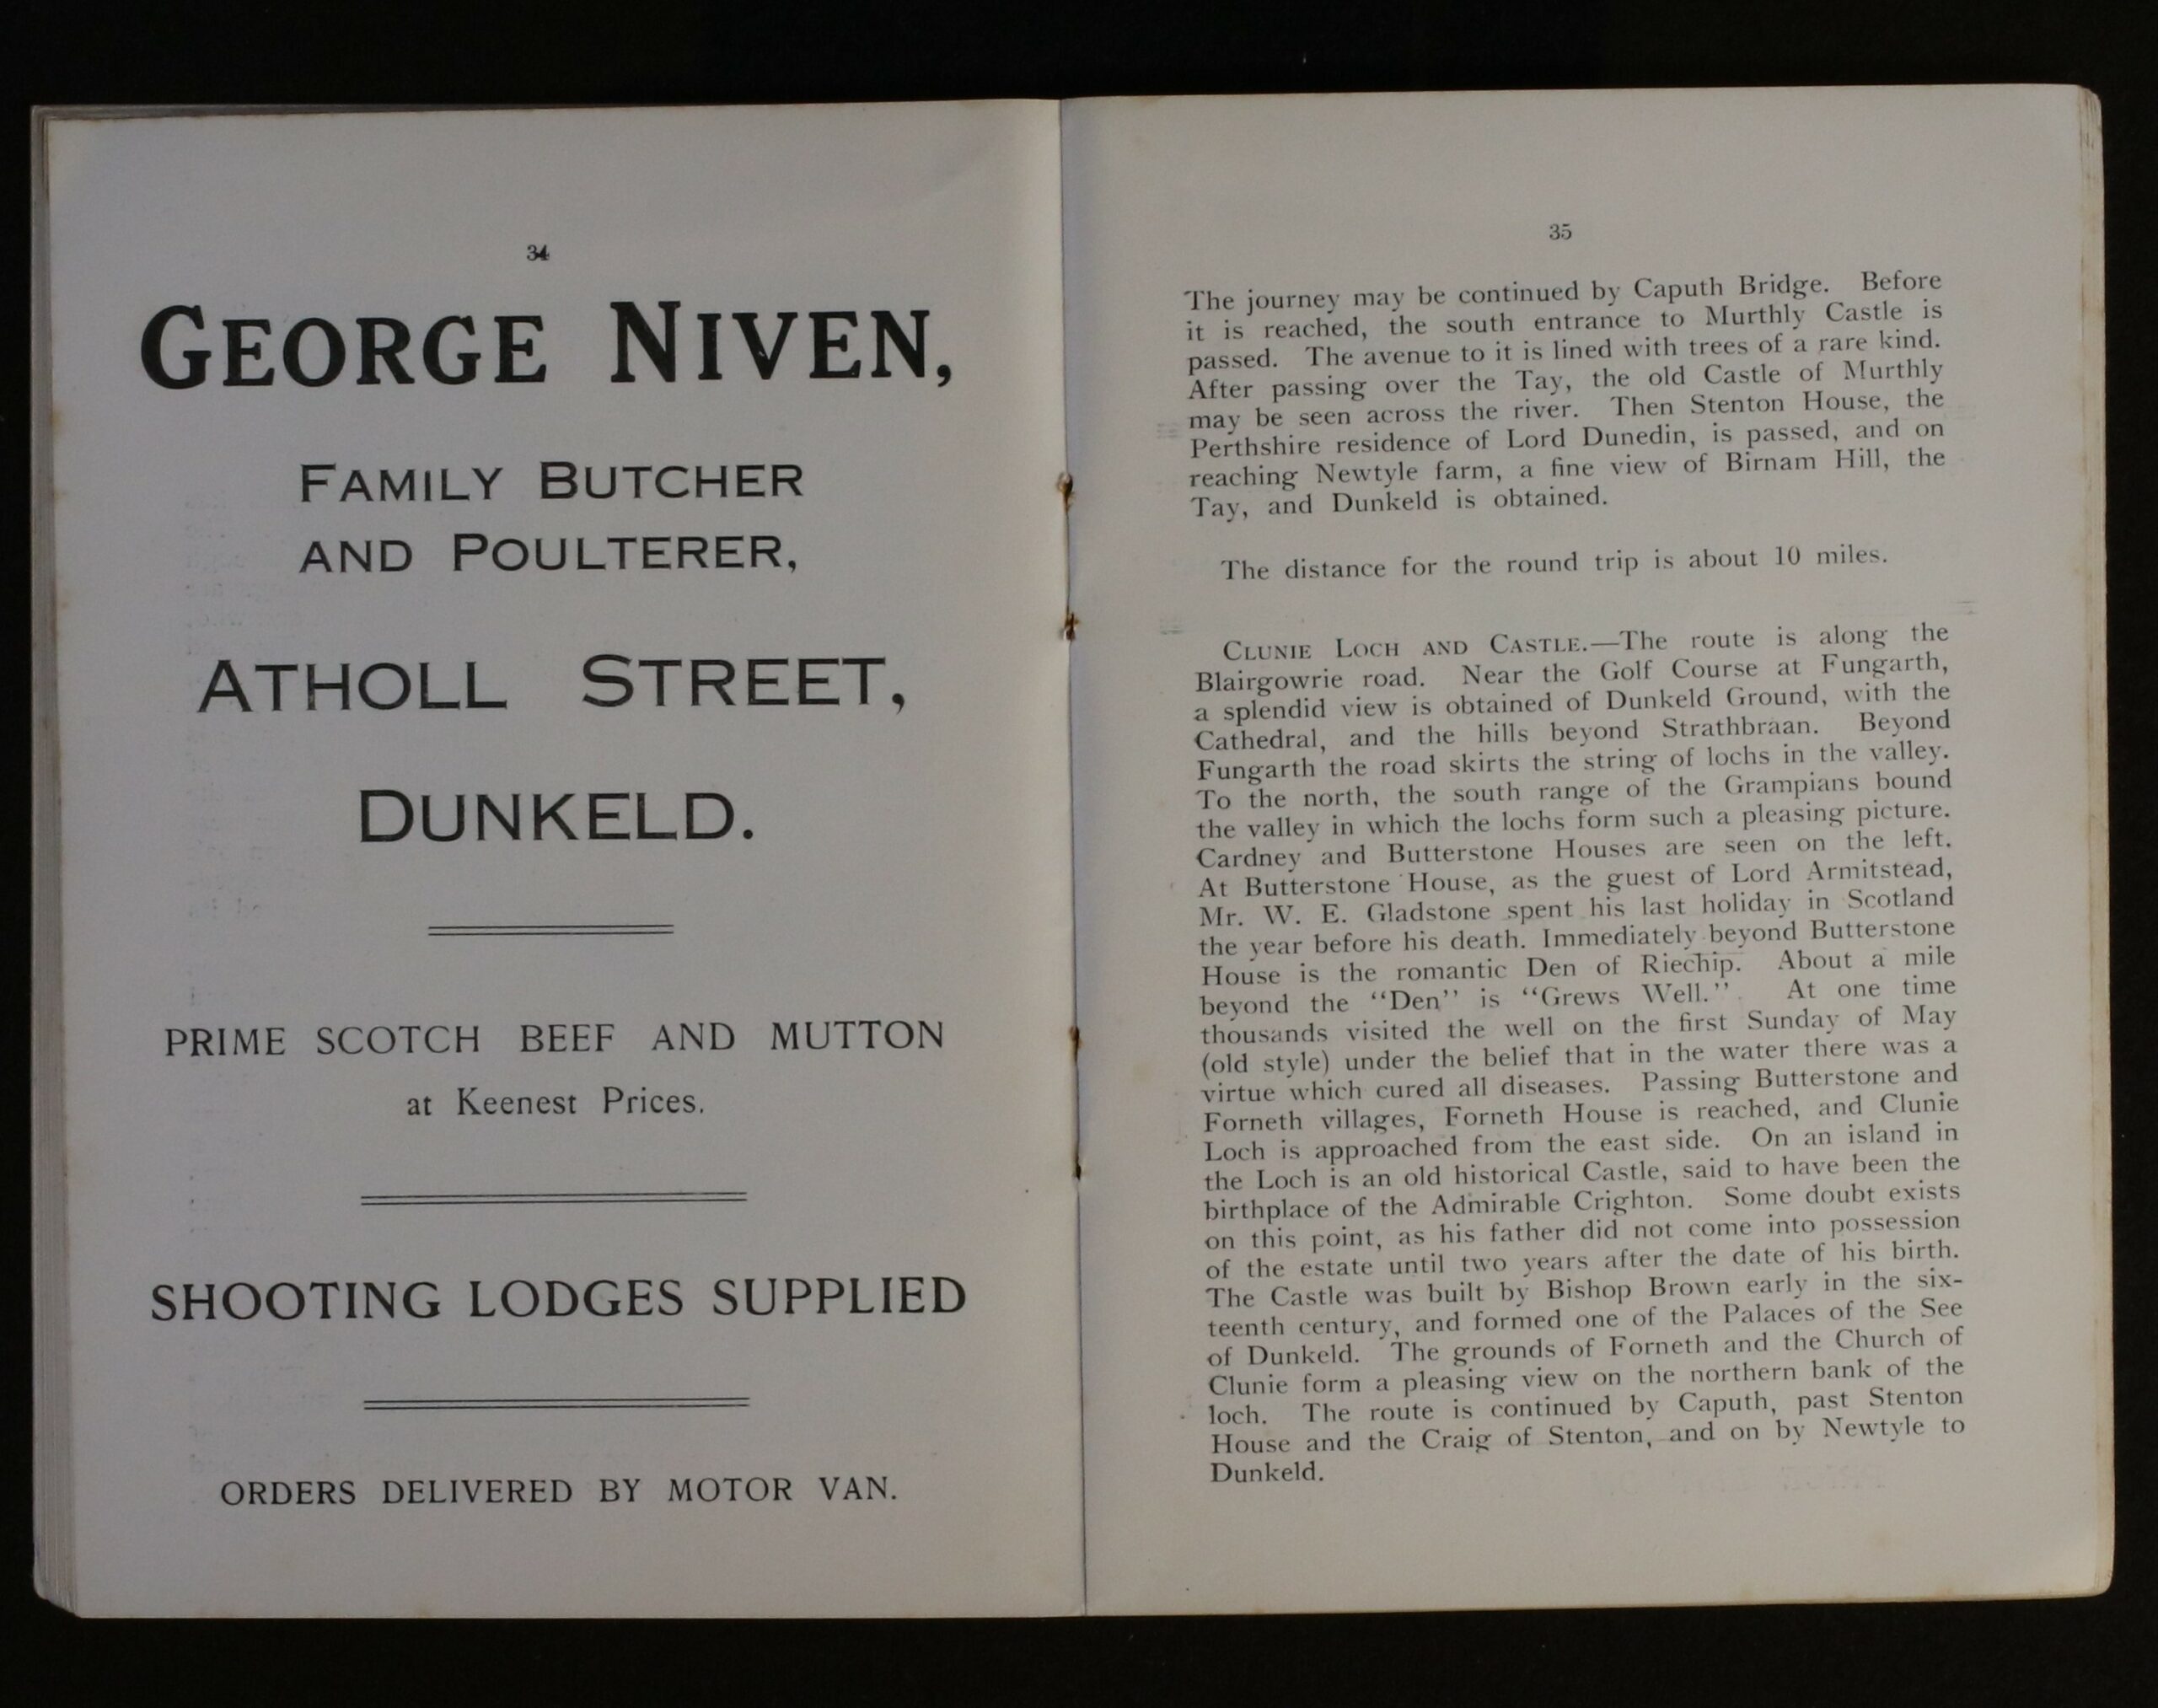 34
GEORGE NIVEN,
FAMILY BUTCHER
AND POULTERER,
ATHOLL STREET,
DUNKELD.
PRIME SCOTCH BEEF AND MUTTON
at Keenest Prices.
SHOOTING LODGES SUPPLIED
ORDERS DELIVERED BY MOTOR VAN.
35
The journey may be continued by Caputh Bridge. Before
it is reached, the south entrance to Murthly Castle is
passed. The avenue to it is lined with trees of a rare kind.
After passing over the Tay, the old Castle of Murthly
may be seen across the river. Then Stenton House, the
Perthshire residence of Lord Dunedin, is passed, and on
reaching Newtyle farm, a fine view of Birnam Hill, the
Tay, and Dunkeld is obtained.
The distance for the round trip is about 10 miles.
CLUNIE LOCH AND CASTLE.—The route is along the
Blairgowrie road. Near the Golf Course at Fungarth,
a splendid view is obtained of Dunkeld Ground, with the
Cathedral, and the hills beyond Strathbraan. Beyond
Fungarth the road skirts the string of lochs in the valley.
To the north, the south range of the Grampians bound
the valley in which the lochs form such a pleasing picture.
Cardney and Butterstone Houses are seen on the left.
At Butterstone House, as the guest of Lord Armitstead,
Mr. W. E. Gladstone spent his last holiday in Scotland
the year before his death. Immediately beyond Butterstone
House is the romantic Den of Riechip. About a mile
beyond the "Den" is "Grews Well." At one time
thousands visited the well on the first Sunday of May
(old style) under the belief that in the water there was a
virtue which cured all diseases. Passing Butterstone and
Forneth villages, Forneth House is reached, and Clunie
Loch is approached from the east side. On an island in
the Loch is an old historical Castle, said to have been the
birthplace of the Admirable Crighton. Some doubt exists
on this point, as his father did not come into possession
of the estate until two years after the date of his birth.
The Castle was built by Bishop Brown early in the six-
teenth century, and formed one of the Palaces of the See
of Dunkeld. The grounds of Forneth and the Church of
Clunie form a pleasing view on the northern bank of the
loch. The route is continued by Caputh, past Stenton
House and the Craig of Stenton, and on by Newtyle to
Dunkeld.